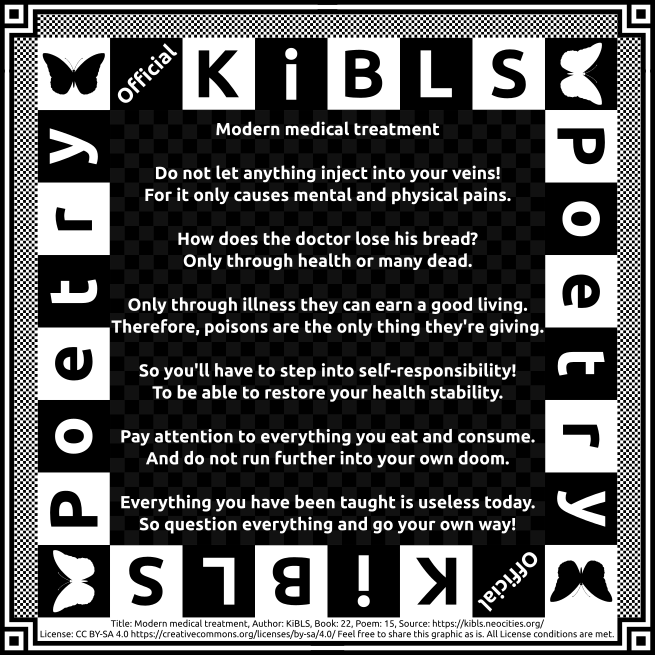 Official KiBLS
Poetry
Poetry
Modern medical treatment
Do not let anything inject into your veins!
For it only causes mental and physical pains.
How does the doctor lose his bread?
Only through health or many dead.
Only through illness they can earn a good living.
Therefore, poisons are the only thing they're giving.
So you'll have to step into self-responsibility!
To be able to restore your health stability.
Pay attention to everything you eat and consume.
And do not run further into your own doom.
Everything you have been taught is useless today.
So question everything and go your own way!
Official KiBLS
Title: Modern medical treatment, Author: KiBLS, Book: 22, Poem: 15, Source: https://kibls.neocities.org/
License: CC BY-SA 4.0 https://creativecommons.org/licenses/by-sa/4.0/ Feel free to share this graphic as is. All License conditions are met.